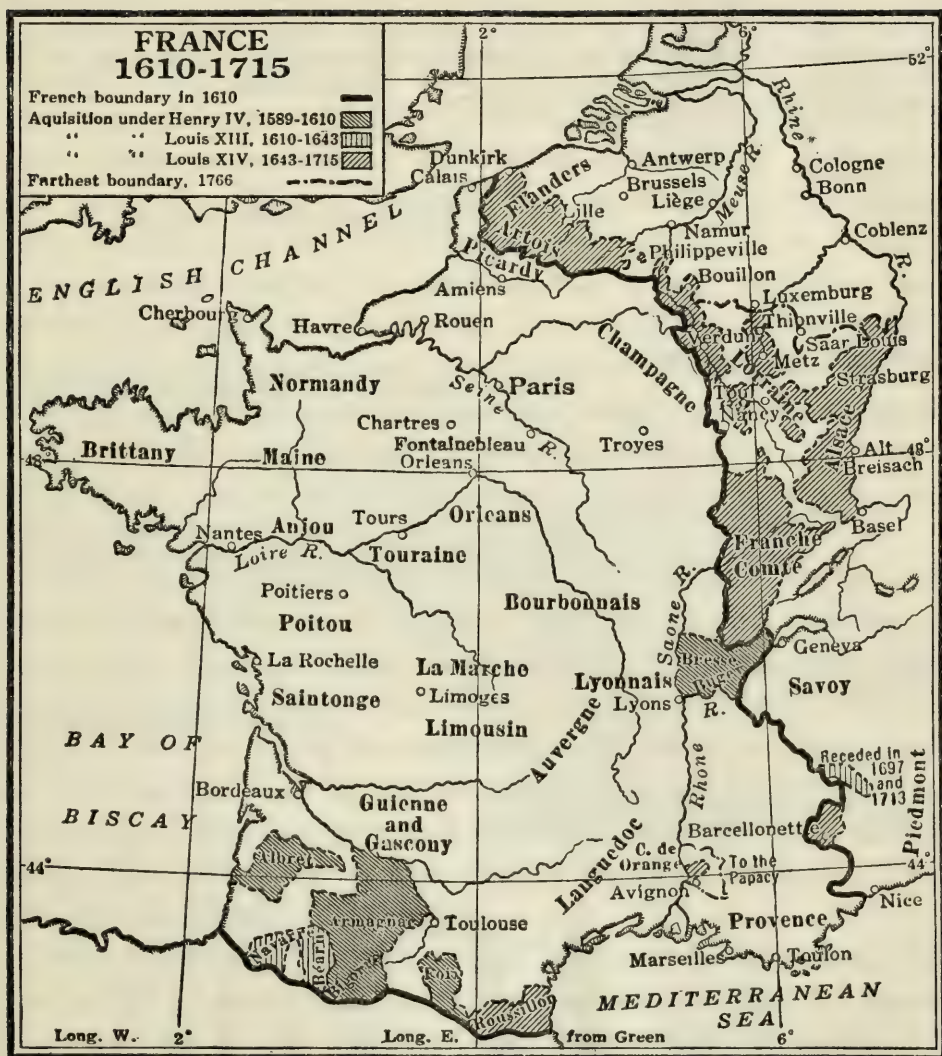 FRANCE
1610-1715
French boundary in 1610
Aquisition under Henry IV, 1589-1610
“ “ Louis XIII, 1610-1643
“ “ Louis XIV, 1643-1715
Farthest boundary, 1766
2°
6°
52°
Rhine
R.
Dunkirk
Calais
Flanders
Lille
Artois
Antwerp
Brussels
Liège
Meuse R.
Cologne
Bonn
Coblenz
Namur
Philippeville
Bouillon
ENGLISH CHANNEL
Picardy
Amiens
Cherbourg
Havre
Rouen
Luxemburg
Thionville
Verdun
Saar Louis
Metz
Champagne
Lorraine
Toul
Nancy
Strasburg
Normandy
Seine R.
Paris
Chartres
Fontainebleau
Orleans
Troyes
Alsace
Alt
Breisach
48°
48°
Brittany
Maine
Nantes
Anjou
Loire R.
Tours
Touraine
Orleans
Basel
Franche
Comté
Poitiers
Poitou
Bourbonnais
Saone R.
Geneva
La Rochelle
Saintonge
La Marche
Limoges
Limousin
Lyonnais
Lyons
Bresse
Bugey
R.
Savoy
BAY OF
BISCAY
Auvergne
Rhone
Receded in
1697
and
1713
Piedmont
Bordeaux
Guienne
and
Gascony
Barcellonette
44°
44°
Albret
Languedoc
C. de
Orange
To the
Papacy
Avignon
Nice
Armagnac
Toulouse
Provence
Béarn
Bigorre
Foix
Roussillon
Marseilles
Toulon
MEDITERRANEAN
SEA
Long. W.
2°
Long. E.
from Green
6°